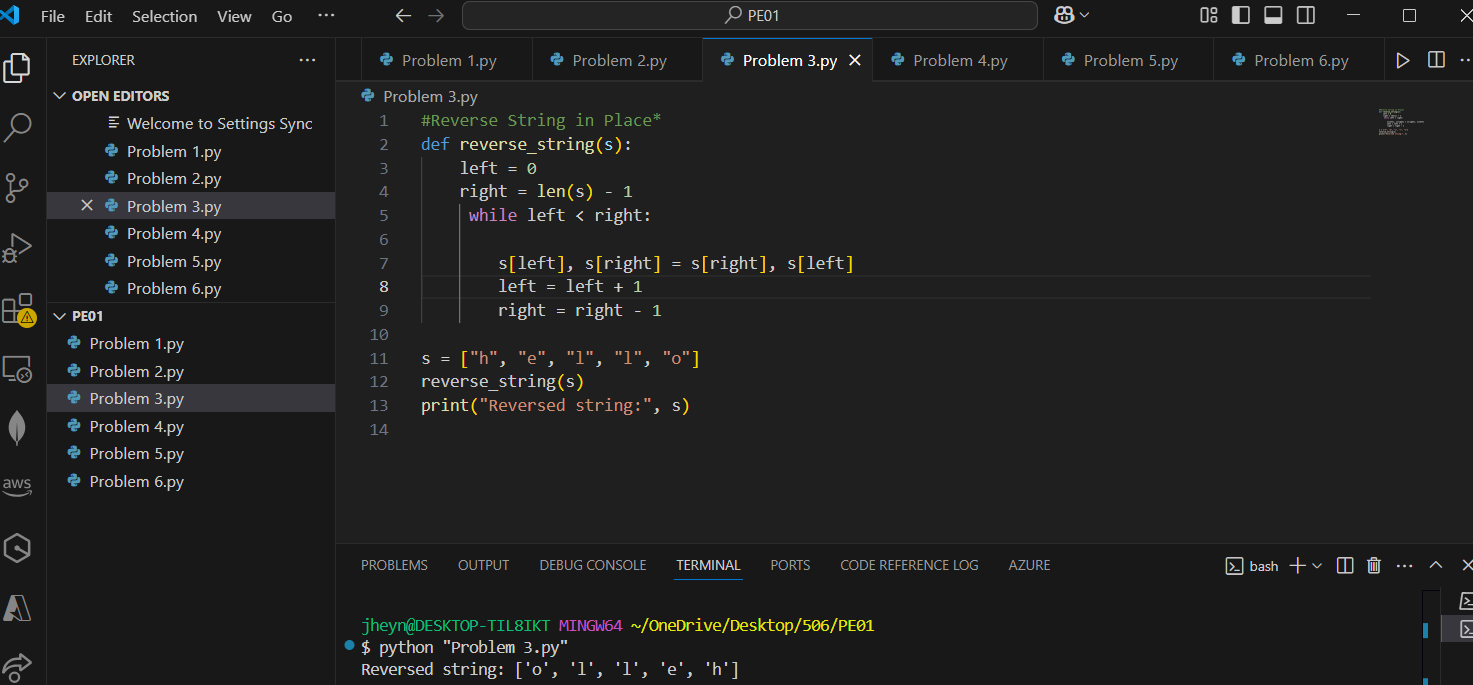 File Edit Selection View Go ··· PE01
EXPLORER ···
OPEN EDITORS
Welcome to Settings Sync
Problem 1.py
Problem 2.py
Problem 3.py
Problem 4.py
Problem 5.py
Problem 6.py
PE01
Problem 1.py
Problem 2.py
Problem 3.py
Problem 4.py
Problem 5.py
Problem 6.py
aws
Problem 1.py Problem 2.py Problem 3.py Problem 4.py Problem 5.py Problem 6.py
Problem 3.py
1 #Reverse String in Place*
2 def reverse_string(s):
3     left = 0
4     right = len(s) - 1
5      while left < right:
6
7         s[left], s[right] = s[right], s[left]
8         left = left + 1
9         right = right - 1
10
11 s = ["h", "e", "l", "l", "o"]
12 reverse_string(s)
13 print("Reversed string:", s)
14
PROBLEMS OUTPUT DEBUG CONSOLE TERMINAL PORTS CODE REFERENCE LOG AZURE bash
jheyn@DESKTOP-TIL8IKT MINGW64 ~/OneDrive/Desktop/506/PE01
$ python "Problem 3.py"
Reversed string: ['o', 'l', 'l', 'e', 'h']